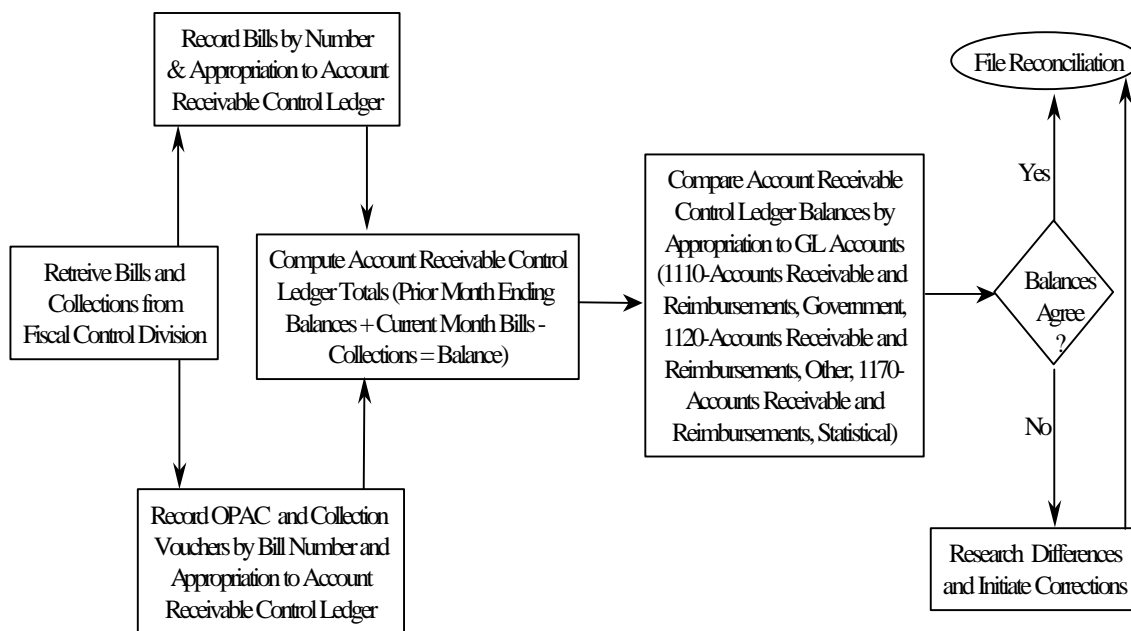 Record Bills by Number
& Appropriation to Account
Receivable Control Ledger
File Reconciliation
Retreive Bills and
Collections from
Fiscal Control Division
Compute Account Receivable Control
Ledger Totals (Prior Month Ending
Balances + Current Month Bills -
Collections = Balance)
Compare Account Receivable
Control Ledger Balances by
Appropriation to GL Accounts
(1110-Accounts Receivable and
Reimbursements, Government,
1120-Accounts Receivable and
Reimbursements, Other, 1170-
Accounts Receivable and
Reimbursements, Statistical)
Yes
Balances
Agree
?
No
Record OPAC and Collection
Vouchers by Bill Number and
Appropriation to Account
Receivable Control Ledger
Research Differences
and Initiate Corrections